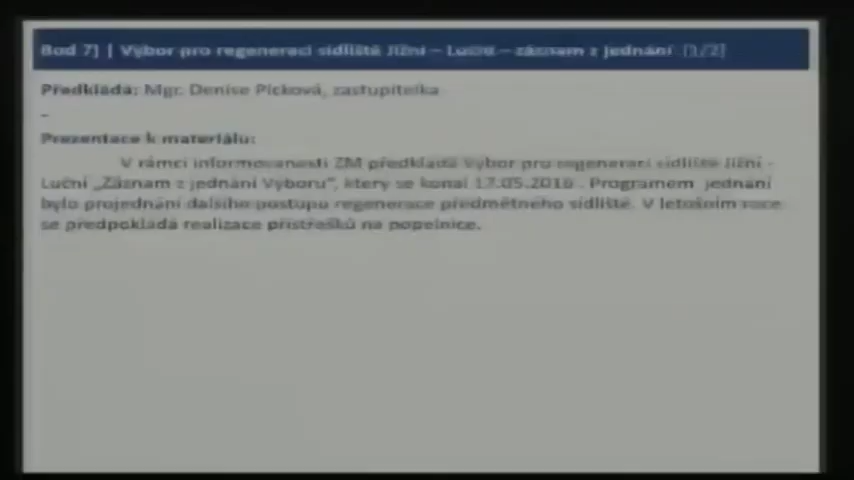 Bod 7) | Výbor pro regeneraci sídliště Jižní – Luční – záznam z jednání [1/2]
Předkládá: Mgr. Denise Picková, zastupitelka
-
Prezentace k materiálu:
V rámci informovanosti ZM předkládá Výbor pro regeneraci sídliště Jižní -
Luční „Záznam z jednání Výboru“, který se konal 17.05.2016 . Programem jednání
bylo projednání dalšího postupu regenerace předmětného sídliště. V letošním roce
se předpokládá realizace přístřešků na popelnice.